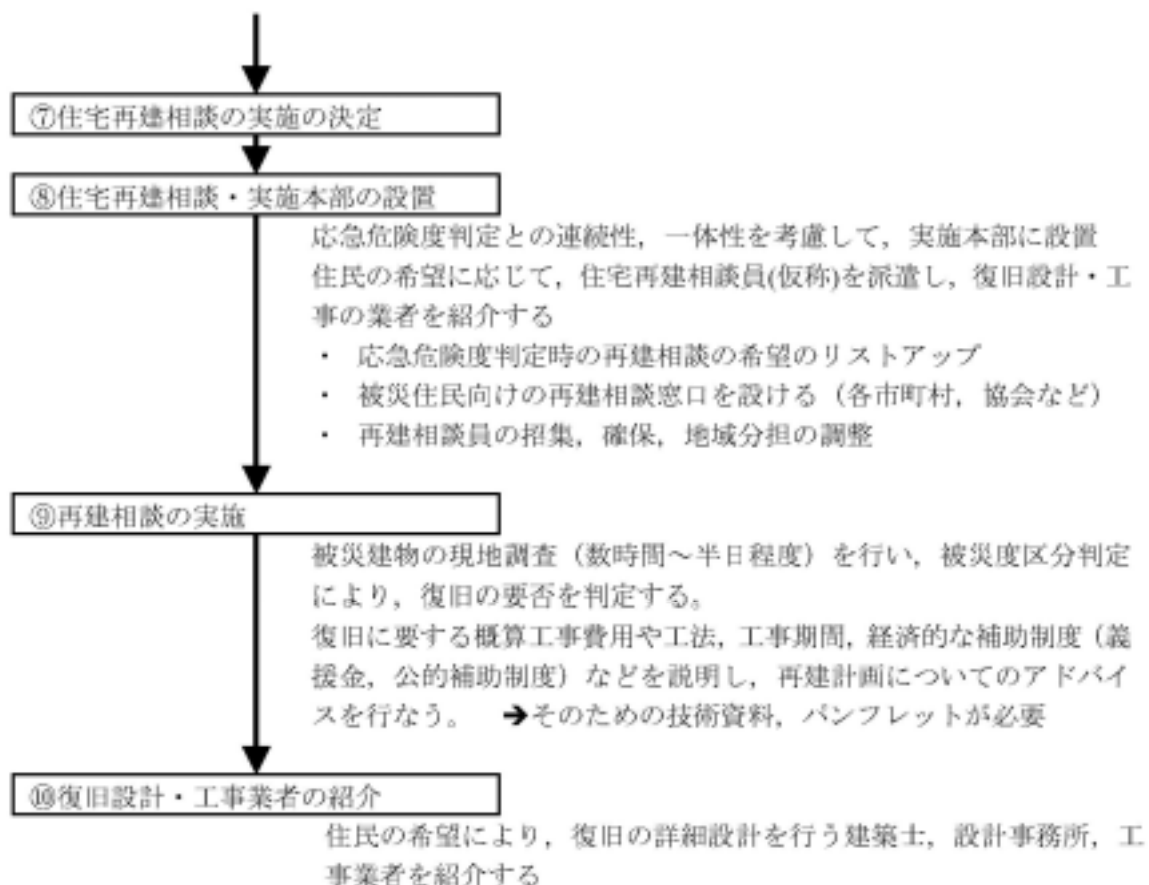 ⑦住宅再建相談の実施の決定
⑧住宅再建相談・実施本部の設置
応急危険度判定との連続性，一体性を考慮して，実施本部に設置
住民の希望に応じて，住宅再建相談員(仮称)を派遣し，復旧設計・工
事の業者を紹介する
・ 応急危険度判定時の再建相談の希望のリストアップ
・ 被災住民向けの再建相談窓口を設ける（各市町村，協会など）
・ 再建相談員の招集，確保，地域分担の調整
⑨再建相談の実施
被災建物の現地調査（数時間～半日程度）を行い，被災度区分判定
により，復旧の要否を判定する。
復旧に要する概算工事費用や工法，工事期間，経済的な補助制度（義
援金，公的補助制度）などを説明し，再建計画についてのアドバイ
スを行なう。 ➔そのための技術資料，パンフレットが必要
⑩復旧設計・工事業者の紹介
住民の希望により，復旧の詳細設計を行う建築士，設計事務所，工
事業者を紹介する